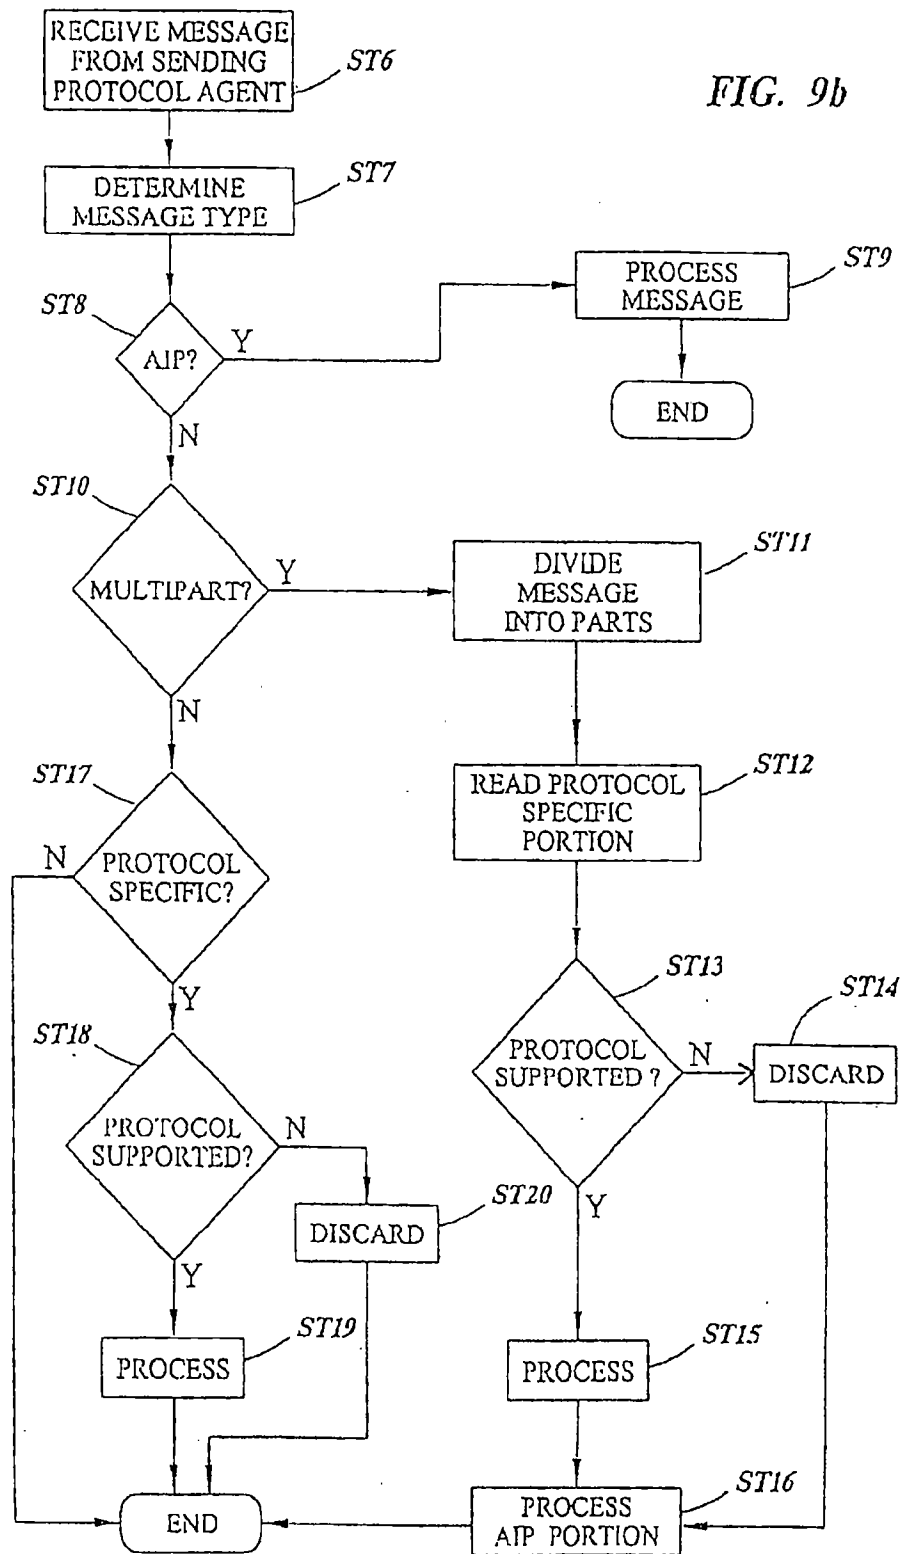 RECEIVE MESSAGE
FROM SENDING
PROTOCOL AGENT
ST6
FIG. 9b
DETERMINE
MESSAGE TYPE
ST7
ST8
AIP?
Y
N
PROCESS
MESSAGE
ST9
END
ST10
MULTIPART?
Y
N
DIVIDE
MESSAGE
INTO PARTS
ST11
READ PROTOCOL
SPECIFIC
PORTION
ST12
ST17
N
PROTOCOL
SPECIFIC?
Y
ST13
PROTOCOL
SUPPORTED ?
N
Y
ST14
DISCARD
ST18
PROTOCOL
SUPPORTED?
N
Y
ST20
DISCARD
ST19
PROCESS
ST15
PROCESS
ST16
PROCESS
AIP PORTION
END